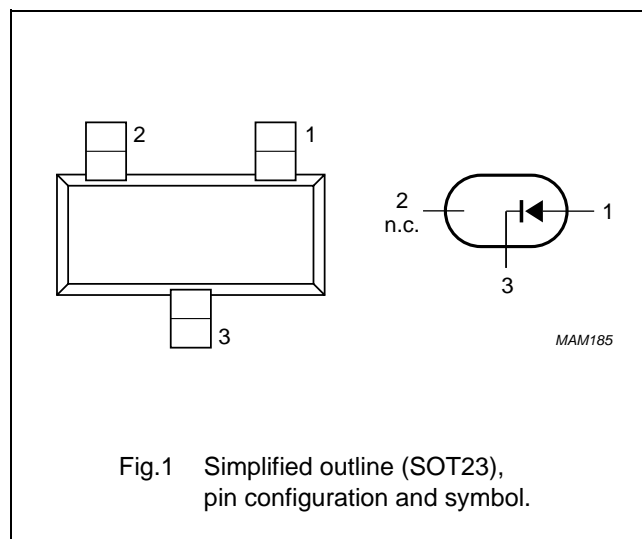 2
1
3
2
n.c.
1
3
MAM185
Fig.1 Simplified outline (SOT23),
pin configuration and symbol.